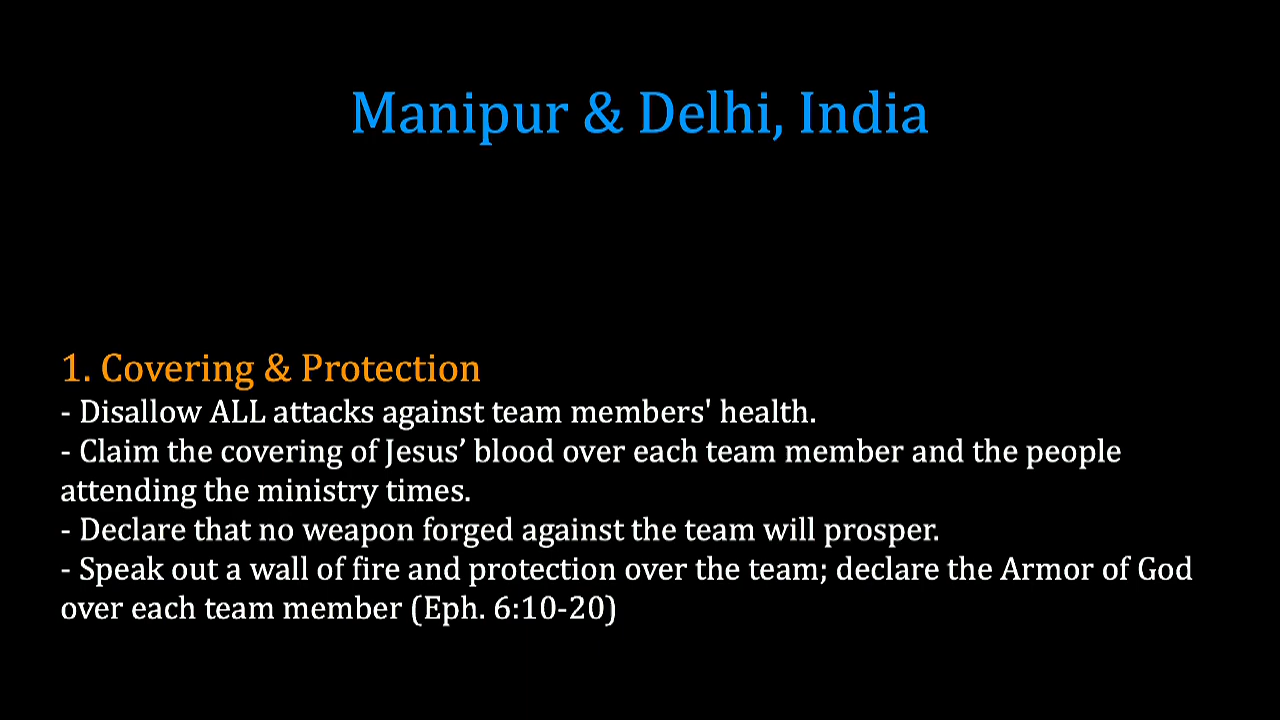 Manipur & Delhi, India
1. Covering & Protection
- Disallow ALL attacks against team members' health.
- Claim the covering of Jesus’ blood over each team member and the people
attending the ministry times.
- Declare that no weapon forged against the team will prosper.
- Speak out a wall of fire and protection over the team; declare the Armor of God
over each team member (Eph. 6:10-20)